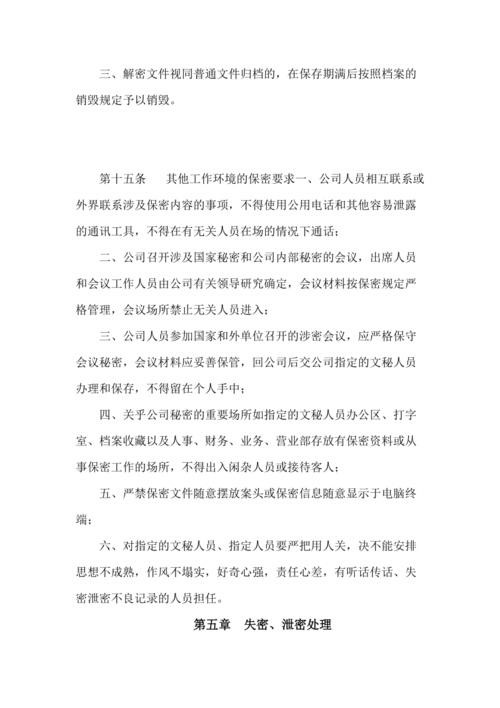 三、解密文件视同普通文件归档的，在保存期满后按照档案的
销毁规定予以销毁。
第十五条 其他工作环境的保密要求一、公司人员相互联系或
外界联系涉及保密内容的事项，不得使用公用电话和其他容易泄露
的通讯工具，不得在有无关人员在场的情况下通话；
二、公司召开涉及国家秘密和公司内部秘密的会议，出席人员
和会议工作人员由公司有关领导研究确定，会议材料按保密规定严
格管理，会议场所禁止无关人员进入；
三、公司人员参加国家和外单位召开的涉密会议，应严格保守
会议秘密，会议材料应妥善保管，回公司后交公司指定的文秘人员
办理和保存，不得留在个人手中；
四、关乎公司秘密的重要场所如指定的文秘人员办公区、打字
室、档案收藏以及人事、财务、业务、营业部存放有保密资料或从
事保密工作的场所，不得出入闲杂人员或接待客人；
五、严禁保密文件随意摆放案头或保密信息随意显示于电脑终
端；
六、对指定的文秘人员、指定人员要严把用人关，决不能安排
思想不成熟，作风不塌实，好奇心强，责任心差，有听话传话、失
密泄密不良记录的人员担任。
第五章 失密、泄密处理